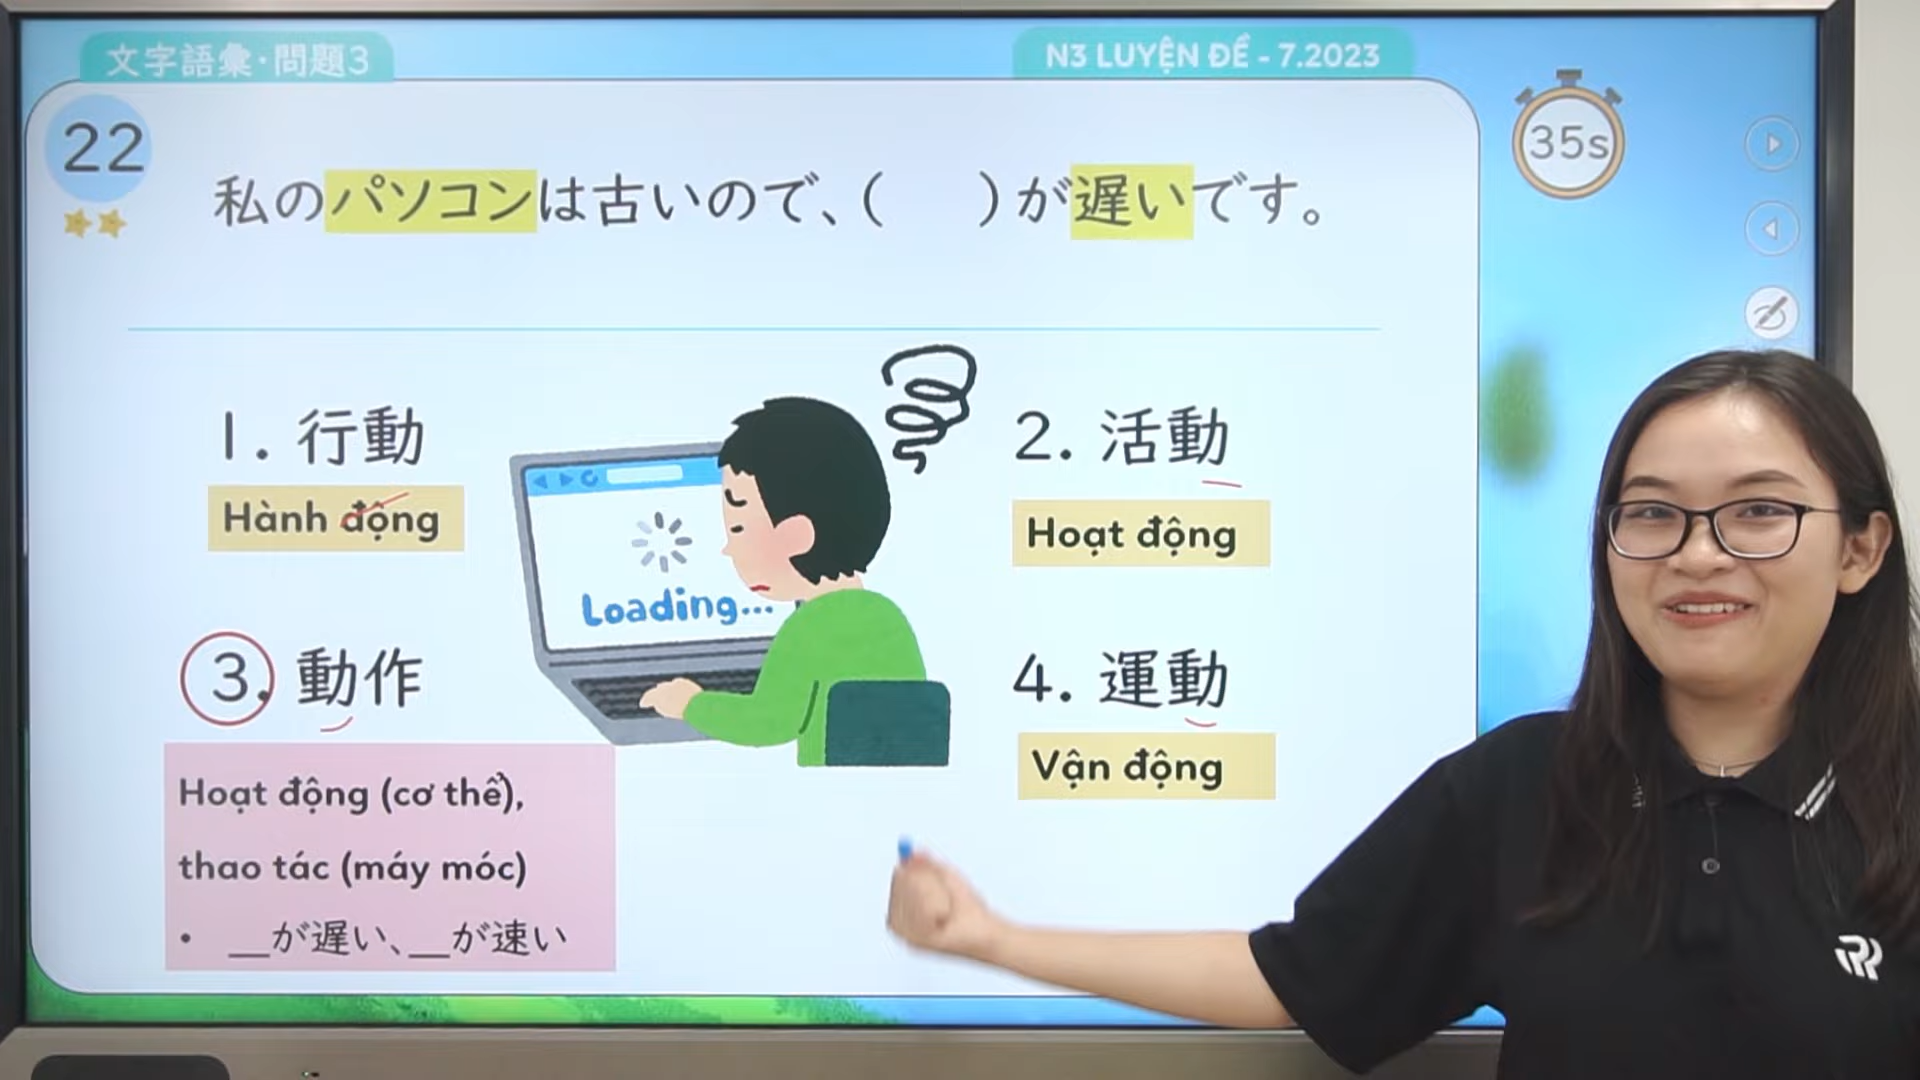 文字語彙·問題3
N3 LUYỆN ĐỀ - 7.2023
22
35s
私のパソコンは古いので、(　　)が遅いです。
1. 行動
Hành động
2. 活動
Hoạt động
Loading...
3. 動作
Hoạt động (cơ thể),
thao tác (máy móc)
• __が遅い、__が速い
4. 運動
Vận động